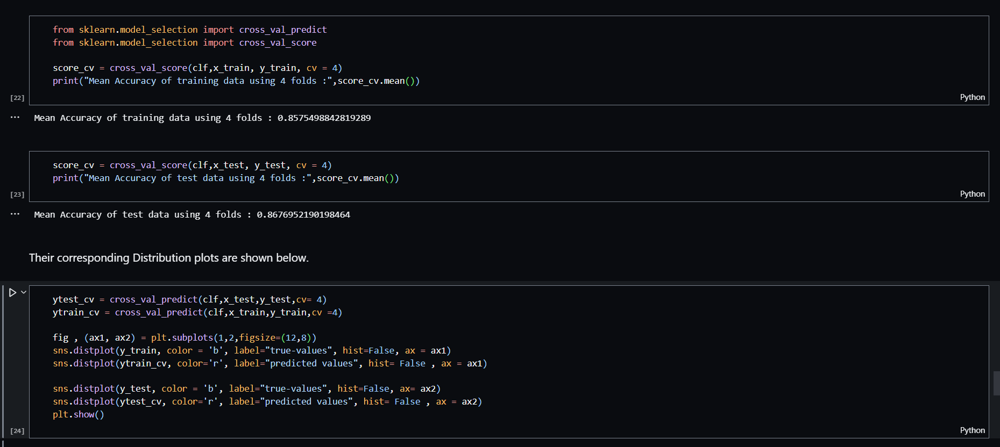 from sklearn.model_selection import cross_val_predict
from sklearn.model_selection import cross_val_score
score_cv = cross_val_score(clf,x_train, y_train, cv = 4)
print("Mean Accuracy of training data using 4 folds :",score_cv.mean())
[22]
Python
... Mean Accuracy of training data using 4 folds : 0.8575498842819289
score_cv = cross_val_score(clf,x_test, y_test, cv = 4)
print("Mean Accuracy of test data using 4 folds :",score_cv.mean())
[23]
Python
... Mean Accuracy of test data using 4 folds : 0.8676952190198464
Their corresponding Distribution plots are shown below.
ytest_cv = cross_val_predict(clf,x_test,y_test,cv= 4)
ytrain_cv = cross_val_predict(clf,x_train,y_train,cv =4)
fig , (ax1, ax2) = plt.subplots(1,2,figsize=(12,8))
sns.distplot(y_train, color = 'b', label="true-values", hist=False, ax = ax1)
sns.distplot(ytrain_cv, color='r', label="predicted values", hist= False , ax = ax1)
sns.distplot(y_test, color = 'b', label="true-values", hist=False, ax= ax2)
sns.distplot(ytest_cv, color='r', label="predicted values", hist= False , ax = ax2)
plt.show()
[24]
Python